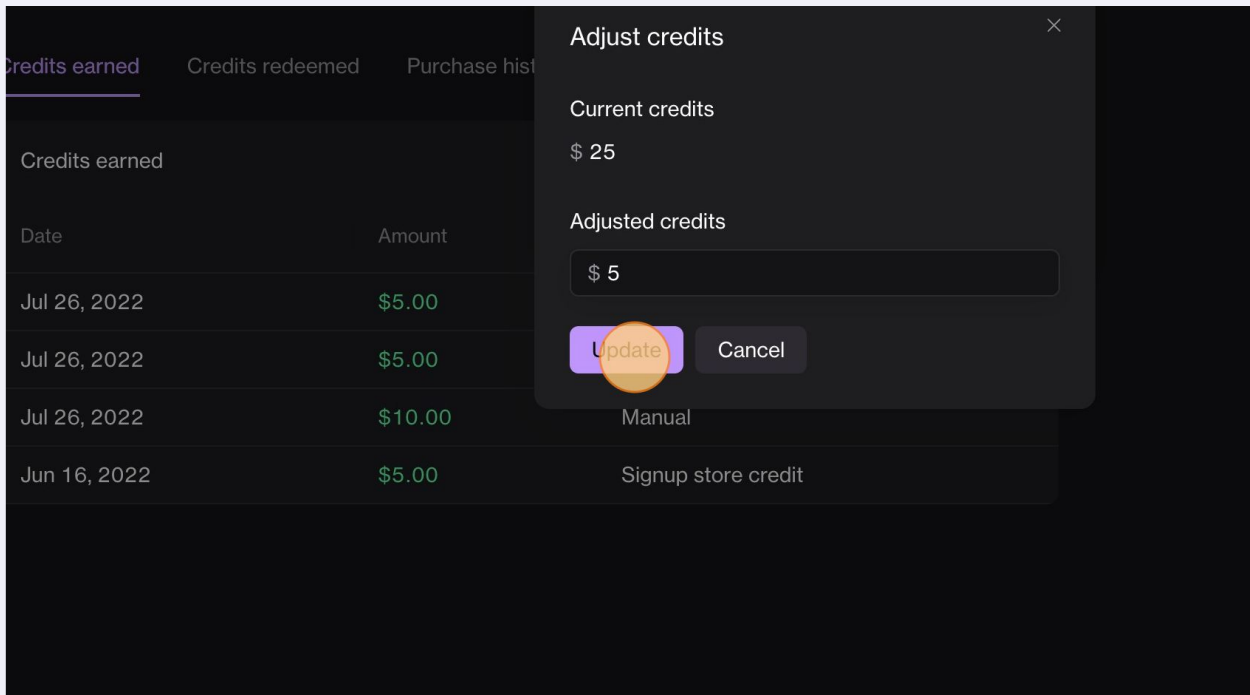 Adjust credits
Credits earned Credits redeemed Purchase hist
Current credits
$ 25
Credits earned
Adjusted credits
Date Amount
$ 5
Jul 26, 2022 $5.00
Update Cancel
Jul 26, 2022 $5.00
Jul 26, 2022 $10.00 Manual
Jun 16, 2022 $5.00 Signup store credit